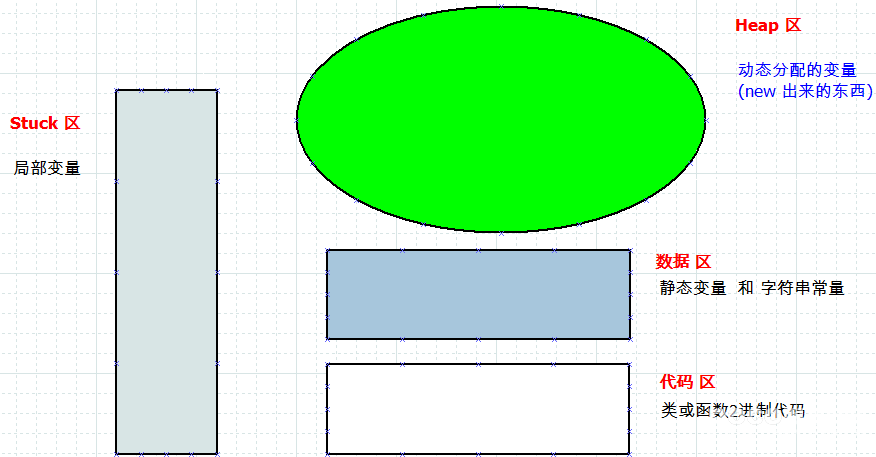 Stuck 区
局部变量
Heap 区
动态分配的变量
(new 出来的东西)
数据 区
静态变量 和 字符串常量
代码 区
类或函数2进制代码